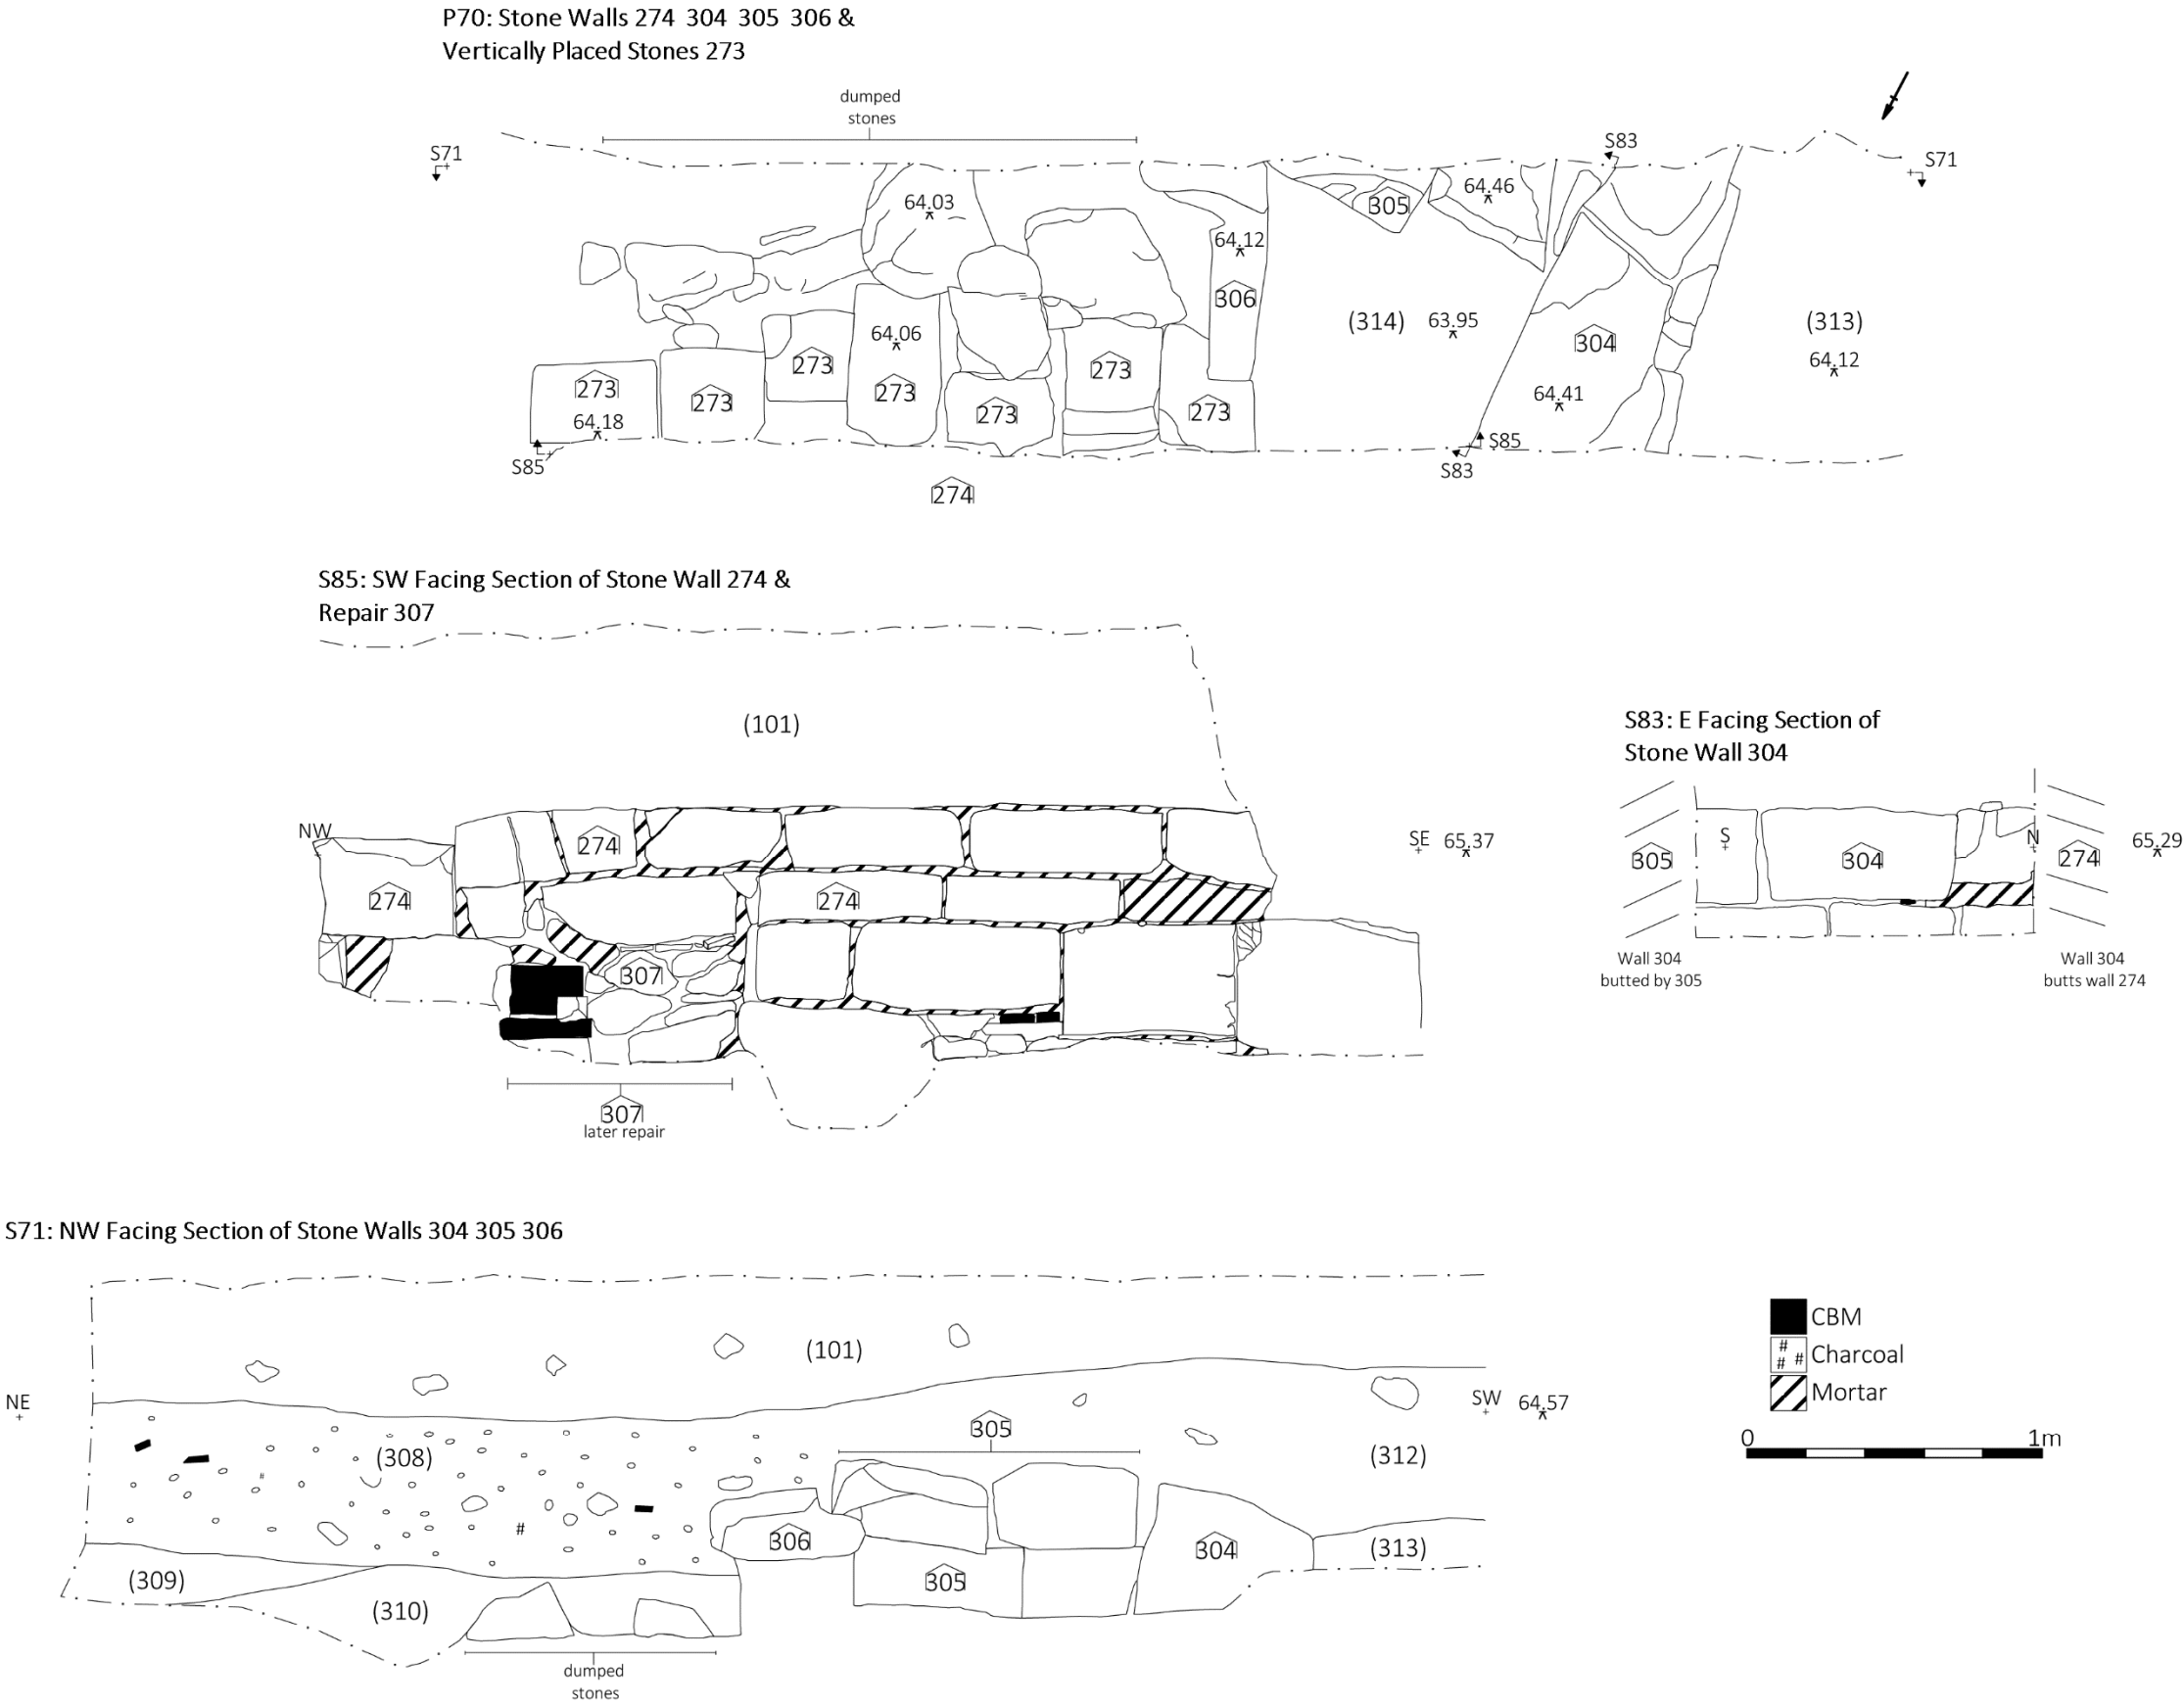 P70: Stone Walls 274 304 305 306 &
Vertically Placed Stones 273
dumped
stones
S71
S83
S71
64.03
64.46
305
64.12
306
(314)
63.95
304
(313)
64.12
64.06
273
273
64.41
273
273
273
273
273
64.18
S85
S85
S83
274
S85: SW Facing Section of Stone Wall 274 &
Repair 307
(101)
NW
274
274
274
SE
65.37
307
307
later repair
S83: E Facing Section of
Stone Wall 304
305
S
304
N
274
65.29
Wall 304
butted by 305
Wall 304
butts wall 274
S71: NW Facing Section of Stone Walls 304 305 306
(101)
NE
SW
64.57
305
(308)
(312)
306
304
(313)
(309)
305
(310)
dumped
stones
CBM
Charcoal
Mortar
0
1m